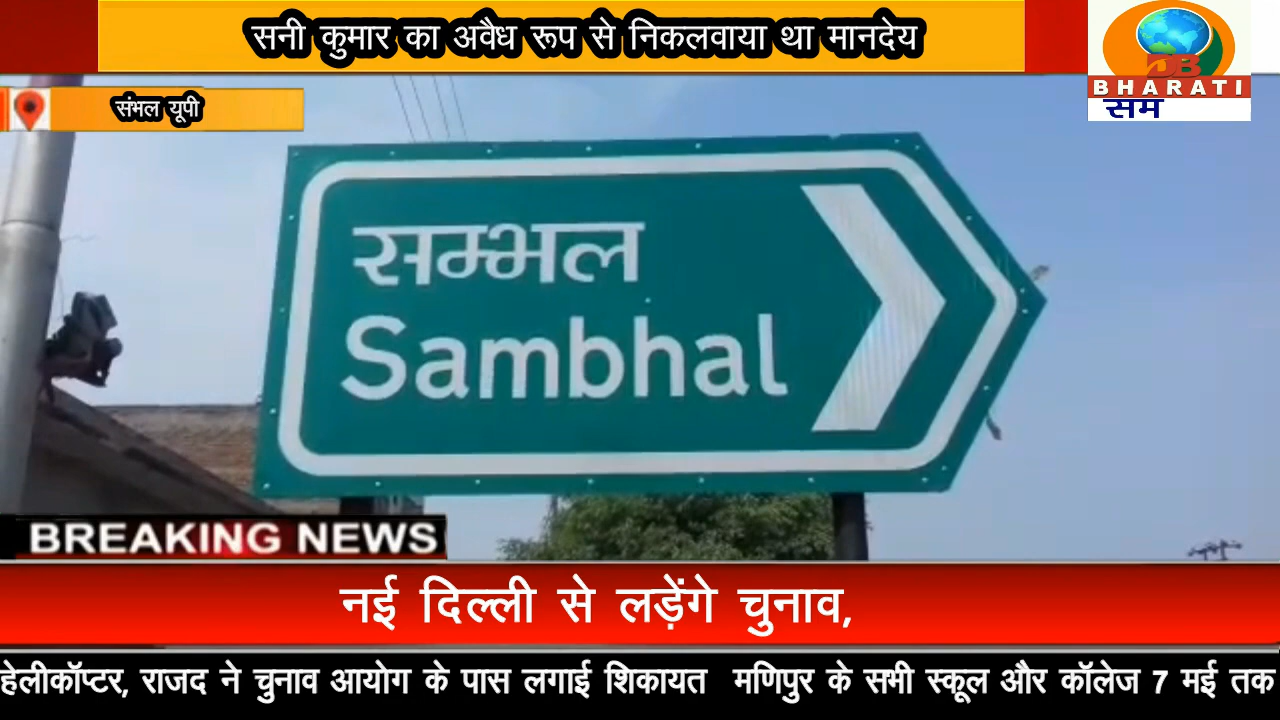 सनी कुमार का अवैध रूप से निकलवाया था मानदेय
संभल यूपी
BHARATI
सम
सम्भल
Sambhal
BREAKING NEWS
नई दिल्ली से लड़ेंगे चुनाव,
हेलीकॉप्टर, राजद ने चुनाव आयोग के पास लगाई शिकायत मणिपुर के सभी स्कूल और कॉलेज 7 मई तक